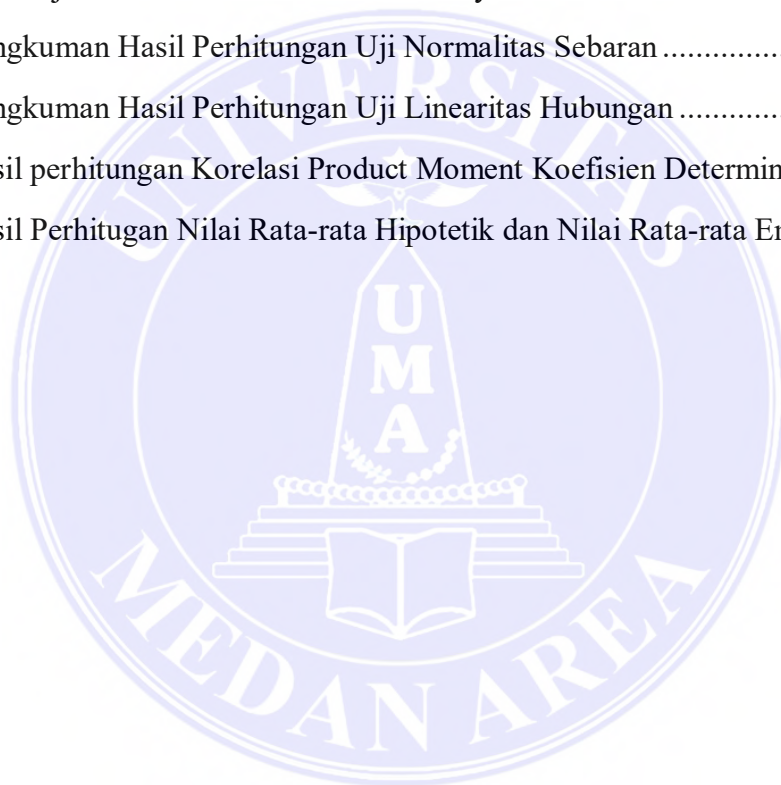 ngkuman Hasil Perhitungan Uji Normalitas Sebaran ..............
ngkuman Hasil Perhitungan Uji Linearitas Hubungan ............
sil perhitungan Korelasi Product Moment Koefisien Determin
sil Perhitugan Nilai Rata-rata Hipotetik dan Nilai Rata-rata
UNIVERSITAS
U
M
A
MEDAN AREA